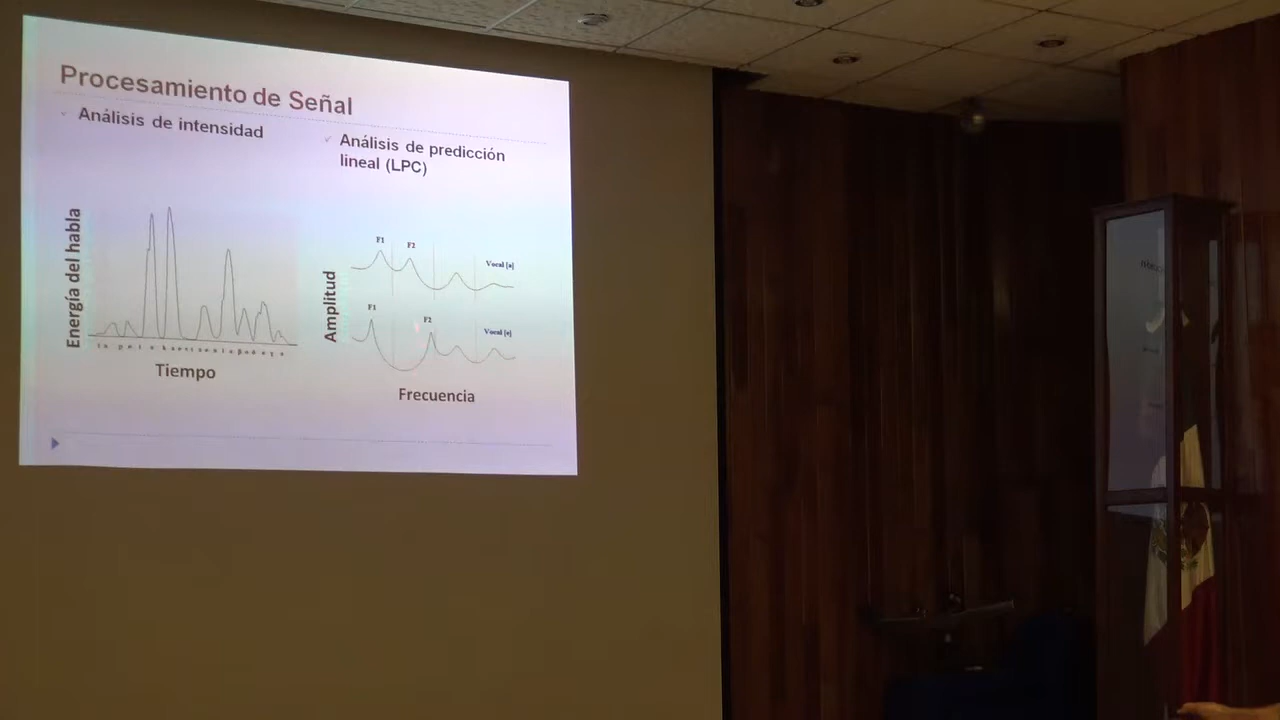 Procesamiento de Señal
Análisis de intensidad
Análisis de predicción
lineal (LPC)
Energía del habla
Tiempo
Amplitud
F1
F2
F1
F2
Frecuencia